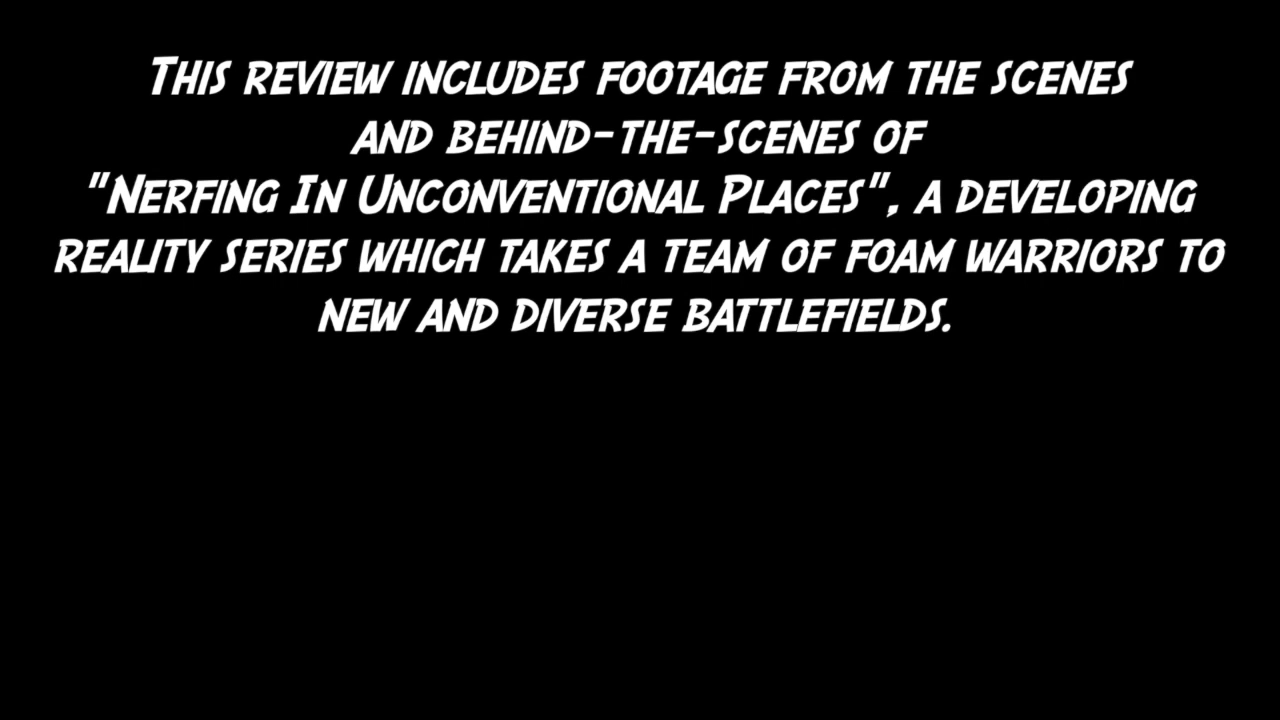 This review includes footage from the scenes
and behind-the-scenes of
"Nerfing In Unconventional Places", a developing
reality series which takes a team of foam warriors to
new and diverse battlefields.